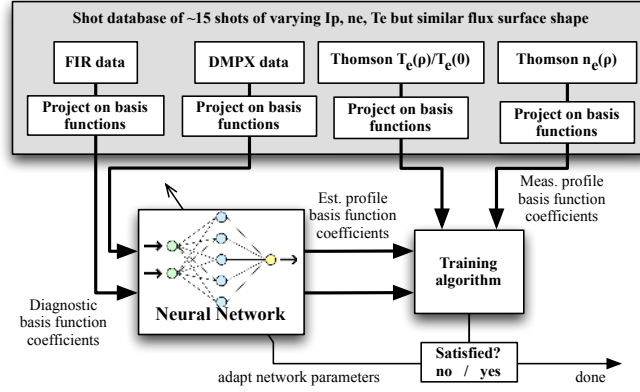 Shot database of ~15 shots of varying Ip, ne, Te but similar flux surface shape
FIR data
DMPX data
Thomson T_e(ρ)/T_e(0)
Thomson n_e(ρ)
Project on basis
functions
Project on basis
functions
Project on basis
functions
Project on basis
functions
Est. profile
basis function
coefficients
Meas. profile
basis function
coefficients
Neural Network
Training
algorithm
Diagnostic
basis function
coefficients
Satisfied?
no / yes
adapt network parameters
done